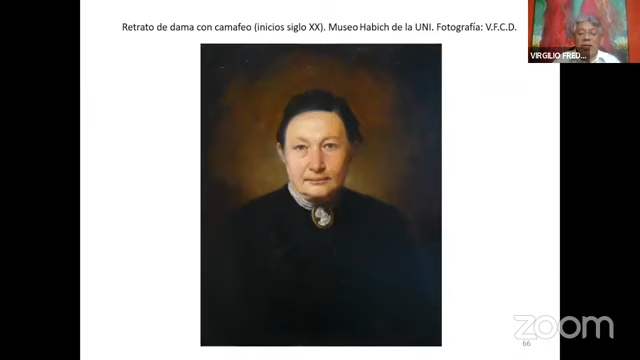 Retrato de dama con camafeo (inicios siglo XX). Museo Habich de la UNI. Fotografía: V.F.C.D.
VIRGILIO FRED...
zoom
66